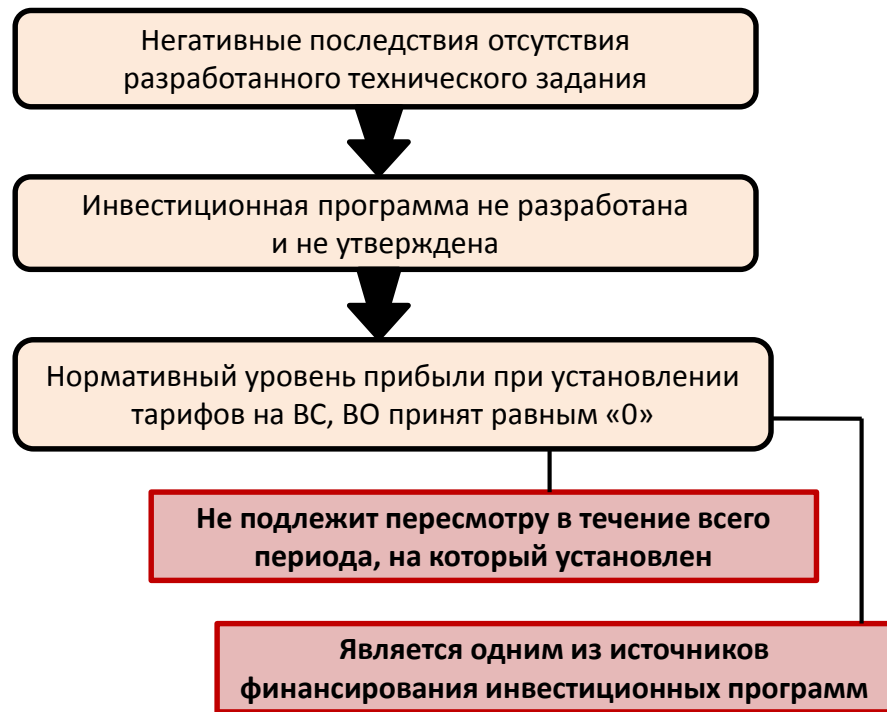 Негативные последствия отсутствия
разработанного технического задания
Инвестиционная программа не разработана
и не утверждена
Нормативный уровень прибыли при установлении
тарифов на ВС, ВО принят равным «0»
Не подлежит пересмотру в течение всего
периода, на который установлен
Является одним из источников
финансирования инвестиционных программ